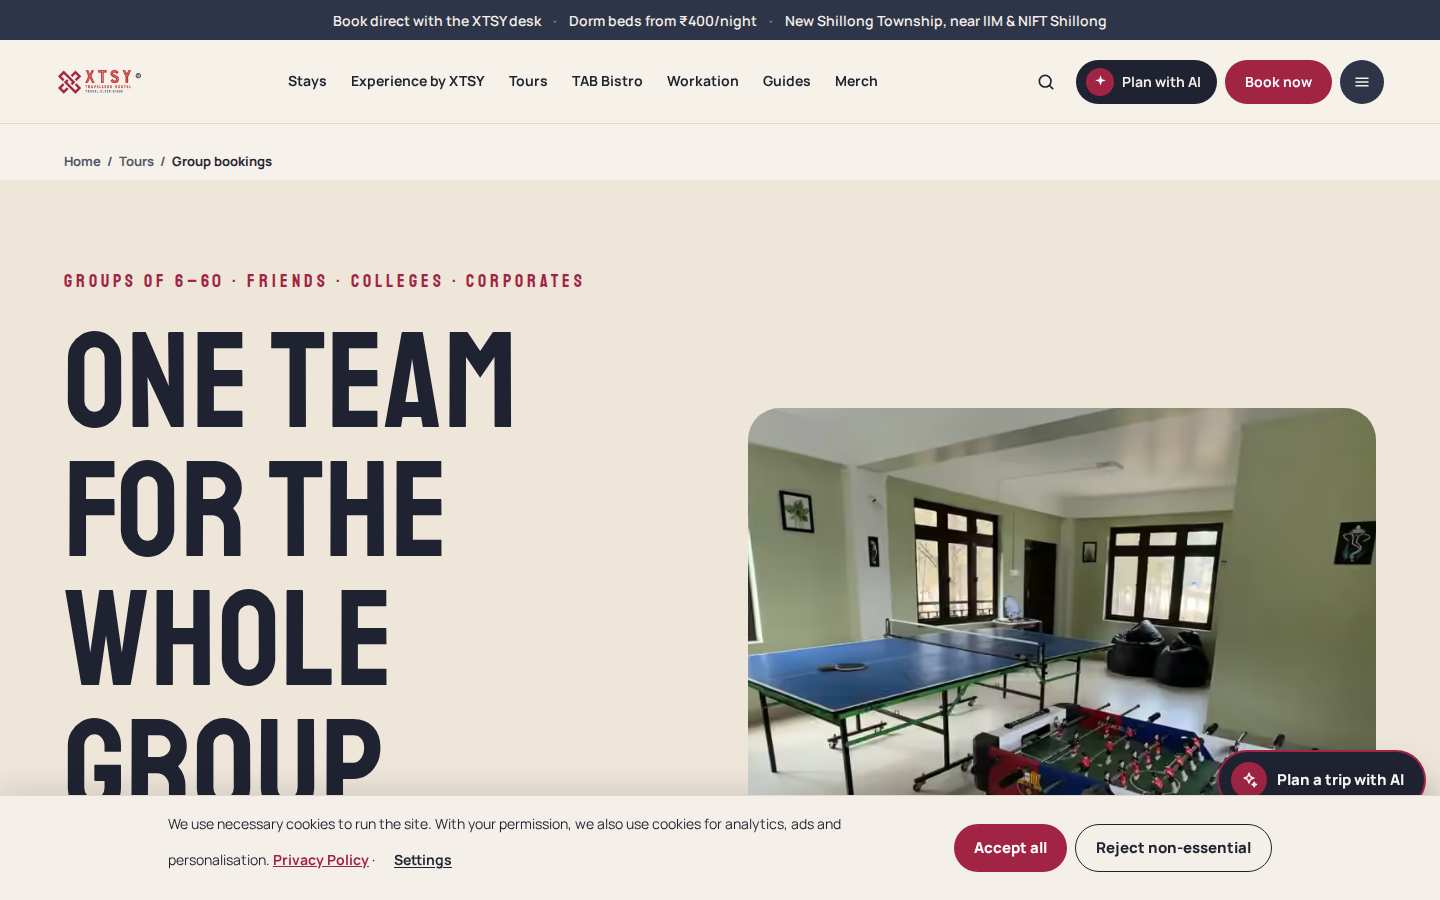 Book direct with the XTSY desk · Dorm beds from ₹400/night · New Shillong Township, near IIM & NIFT Shillong
XTSY®
TRAVELLERS HOSTEL
Stays Experience by XTSY Tours TAB Bistro Workation Guides Merch
Plan with AI
Book now
Home / Tours / Group bookings
GROUPS OF 6–60 · FRIENDS · COLLEGES · CORPORATES
ONE TEAM
FOR THE
WHOLE
GROUP
Plan a trip with AI
We use necessary cookies to run the site. With your permission, we also use cookies for analytics, ads and
personalisation. Privacy Policy · Settings
Accept all
Reject non-essential